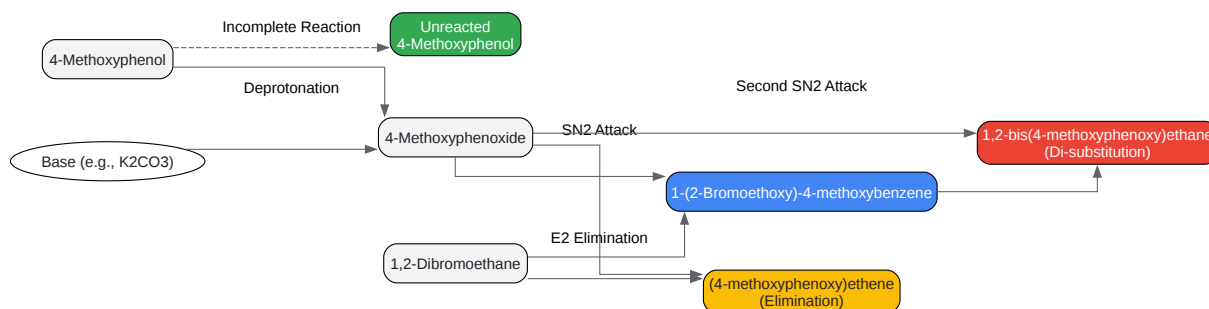 Incomplete Reaction
Unreacted
4-Methoxyphenol
4-Methoxyphenol
Deprotonation
Second SN2 Attack
4-Methoxyphenoxide
SN2 Attack
1,2-bis(4-methoxyphenoxy)ethane
(Di-substitution)
Base (e.g., K2CO3)
1-(2-Bromoethoxy)-4-methoxybenzene
E2 Elimination
1,2-Dibromoethane
(4-methoxyphenoxy)ethene
(Elimination)